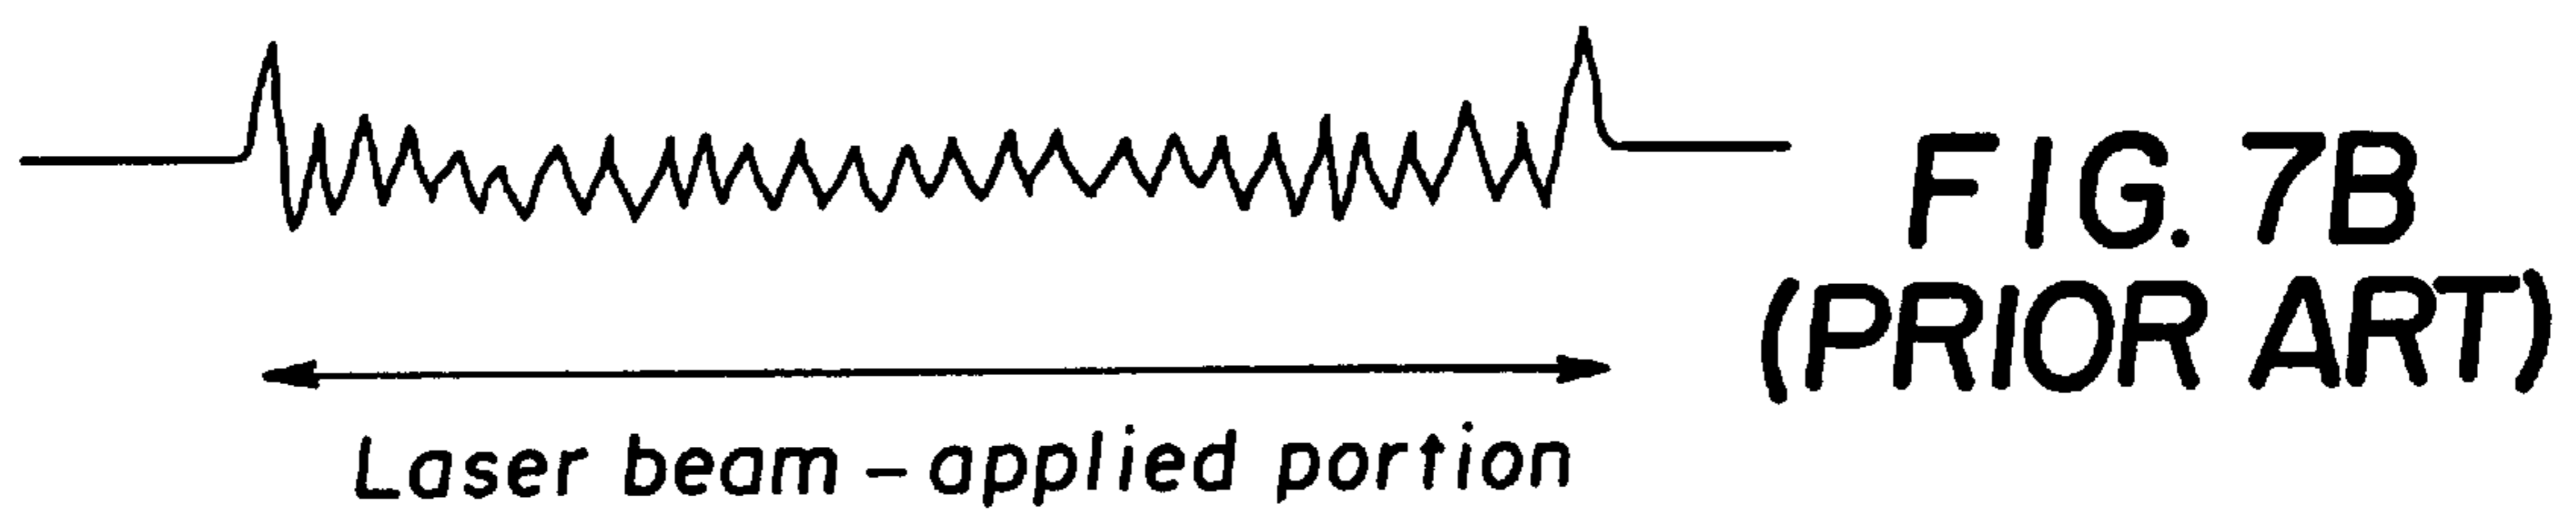 FIG. 7B
(PRIOR ART)
Laser beam – applied portion